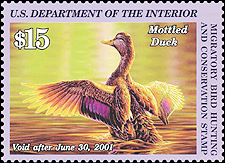 U.S. DEPARTMENT OF THE INTERIOR
$15
Mottled
Duck
Void after June 30, 2001
MIGRATORY BIRD HUNTING
AND CONSERVATION STAMP